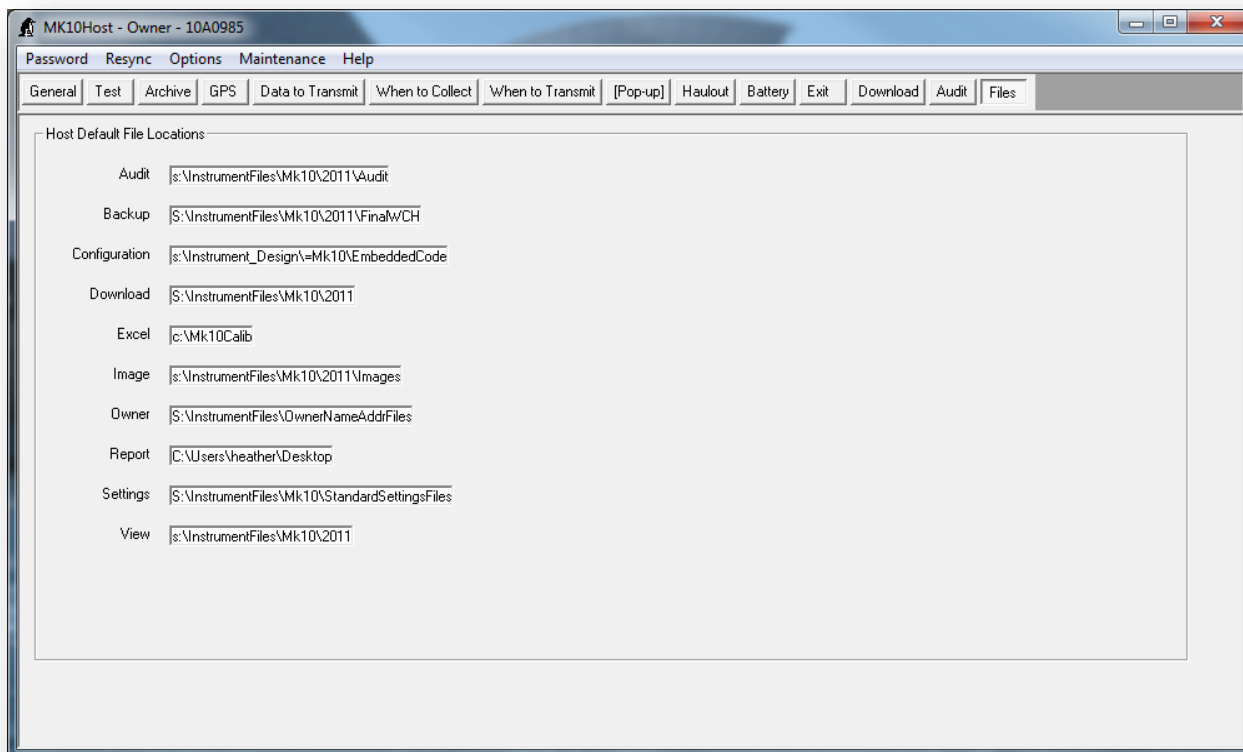 MK10Host - Owner - 10A0985
Password Resync Options Maintenance Help
General Test Archive GPS Data to Transmit When to Collect When to Transmit [Pop-up] Haulout Battery Exit Download Audit Files
Host Default File Locations
Audit s:\InstrumentFiles\Mk10\2011\Audit
Backup S:\InstrumentFiles\Mk10\2011\FinalWCH
Configuration s:\Instrument_Design\=Mk10\EmbeddedCode
Download S:\InstrumentFiles\Mk10\2011
Excel c:\Mk10Calib
Image s:\InstrumentFiles\Mk10\2011\Images
Owner S:\InstrumentFiles\OwnerNameAddrFiles
Report C:\Users\heather\Desktop
Settings S:\InstrumentFiles\Mk10\StandardSettingsFiles
View s:\InstrumentFiles\Mk10\2011